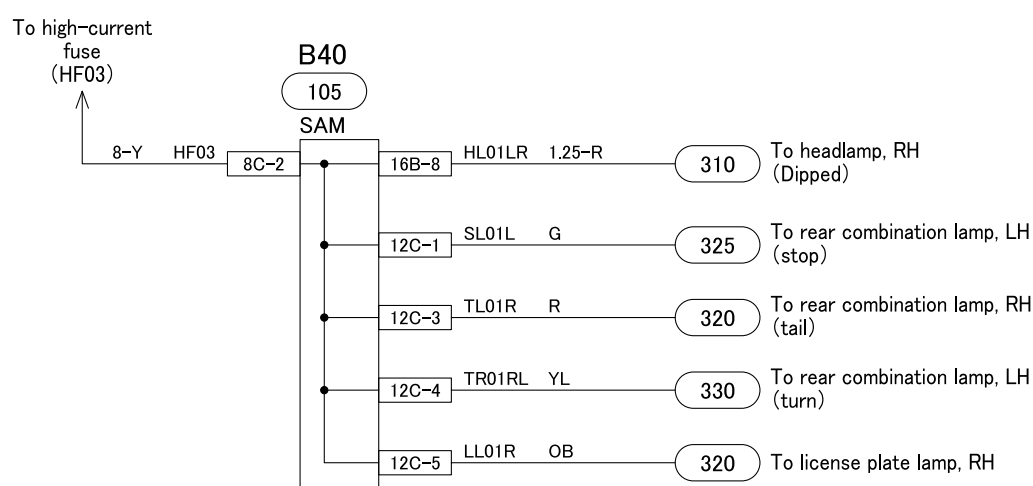 To high-current
fuse
(HF03)
B40
105
SAM
8-Y HF03 8C-2 16B-8 HL01LR 1.25-R 310 To headlamp, RH
(Dipped)
12C-1 SL01L G 325 To rear combination lamp, LH
(stop)
12C-3 TL01R R 320 To rear combination lamp, RH
(tail)
12C-4 TR01RL YL 330 To rear combination lamp, LH
(turn)
12C-5 LL01R OB 320 To license plate lamp, RH